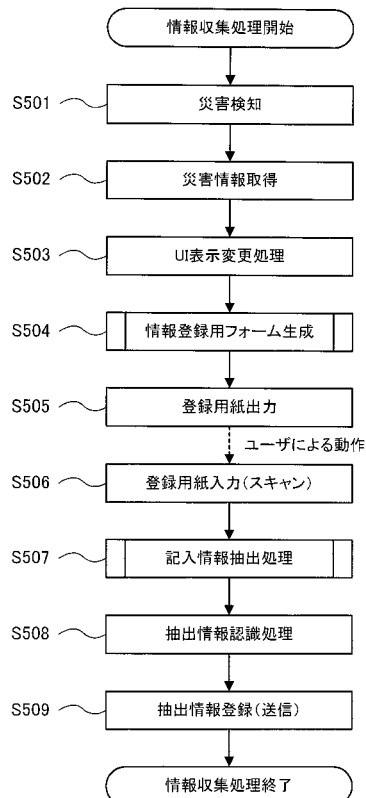 情報収集処理開始
S501 災害検知
S502 災害情報取得
S503 UI表示変更処理
S504 情報登録用フォーム生成
S505 登録用紙出力
ユーザによる動作
S506 登録用紙入力(スキャン)
S507 記入情報抽出処理
S508 抽出情報認識処理
S509 抽出情報登録(送信)
情報収集処理終了